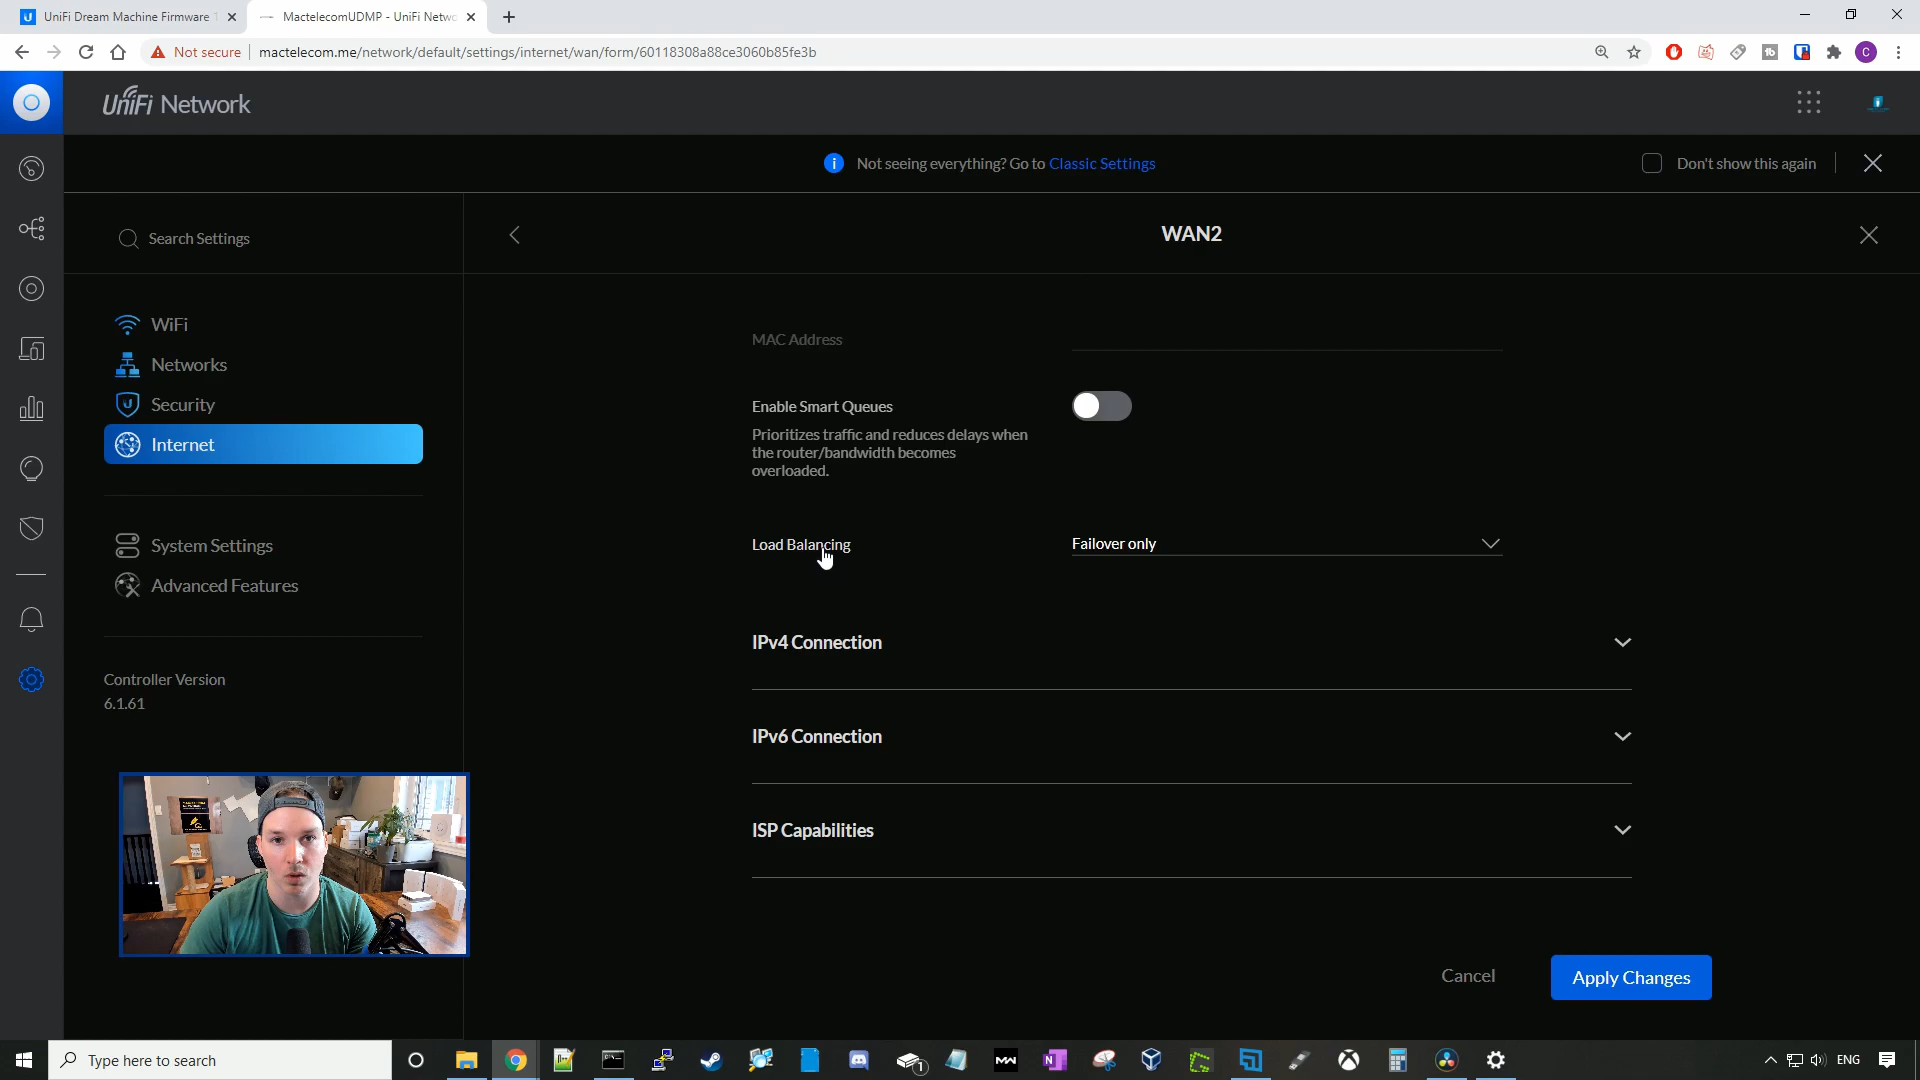 UniFi Dream Machine Firmware 1
MactelecomUDMP - UniFi Netwo
Not secure
mactelecom.me/network/default/settings/internet/wan/form/60118308a88ce3060b85fe3b
UniFi Network
Not seeing everything? Go to Classic Settings
Don't show this again
Search Settings
WAN2
WiFi
Networks
Security
Internet
System Settings
Advanced Features
Controller Version
6.1.61
MAC Address
Enable Smart Queues
Prioritizes traffic and reduces delays when
the router/bandwidth becomes
overloaded.
Load Balancing
Failover only
IPv4 Connection
IPv6 Connection
ISP Capabilities
Cancel
Apply Changes
Type here to search
ENG